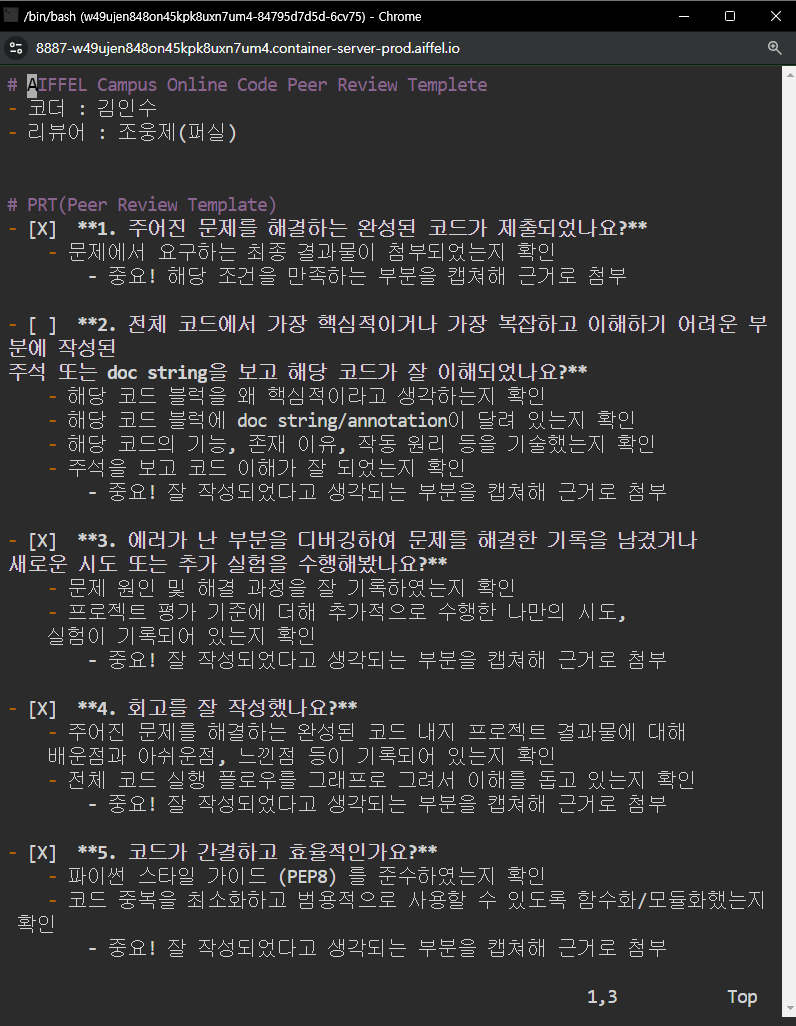 /bin/bash (w49ujen848on45kpk8uxn7um4-84795d7d5d-6cv75) - Chrome
8887-w49ujen848on45kpk8uxn7um4.container-server-prod.aiffel.io
# AIFFEL Campus Online Code Peer Review Templete
- 코더 : 김인수
- 리뷰어 : 조웅제(퍼실)
# PRT(Peer Review Template)
- [X]  **1. 주어진 문제를 해결하는 완성된 코드가 제출되었나요?**
    - 문제에서 요구하는 최종 결과물이 첨부되었는지 확인
        - 중요! 해당 조건을 만족하는 부분을 캡쳐해 근거로 첨부
- [ ]  **2. 전체 코드에서 가장 핵심적이거나 가장 복잡하고 이해하기 어려운 부
분에 작성된
주석 또는 doc string을 보고 해당 코드가 잘 이해되었나요?**
    - 해당 코드 블럭을 왜 핵심적이라고 생각하는지 확인
    - 해당 코드 블럭에 doc string/annotation이 달려 있는지 확인
    - 해당 코드의 기능, 존재 이유, 작동 원리 등을 기술했는지 확인
    - 주석을 보고 코드 이해가 잘 되었는지 확인
        - 중요! 잘 작성되었다고 생각되는 부분을 캡쳐해 근거로 첨부
- [X]  **3. 에러가 난 부분을 디버깅하여 문제를 해결한 기록을 남겼거나
새로운 시도 또는 추가 실험을 수행해봤나요?**
    - 문제 원인 및 해결 과정을 잘 기록하였는지 확인
    - 프로젝트 평가 기준에 더해 추가적으로 수행한 나만의 시도,
    실험이 기록되어 있는지 확인
        - 중요! 잘 작성되었다고 생각되는 부분을 캡쳐해 근거로 첨부
- [X]  **4. 회고를 잘 작성했나요?**
    - 주어진 문제를 해결하는 완성된 코드 내지 프로젝트 결과물에 대해
    배운점과 아쉬운점, 느낀점 등이 기록되어 있는지 확인
    - 전체 코드 실행 플로우를 그래프로 그려서 이해를 돕고 있는지 확인
        - 중요! 잘 작성되었다고 생각되는 부분을 캡쳐해 근거로 첨부
- [X]  **5. 코드가 간결하고 효율적인가요?**
    - 파이썬 스타일 가이드 (PEP8) 를 준수하였는지 확인
    - 코드 중복을 최소화하고 범용적으로 사용할 수 있도록 함수화/모듈화했는지
 확인
        - 중요! 잘 작성되었다고 생각되는 부분을 캡쳐해 근거로 첨부
1,3 Top